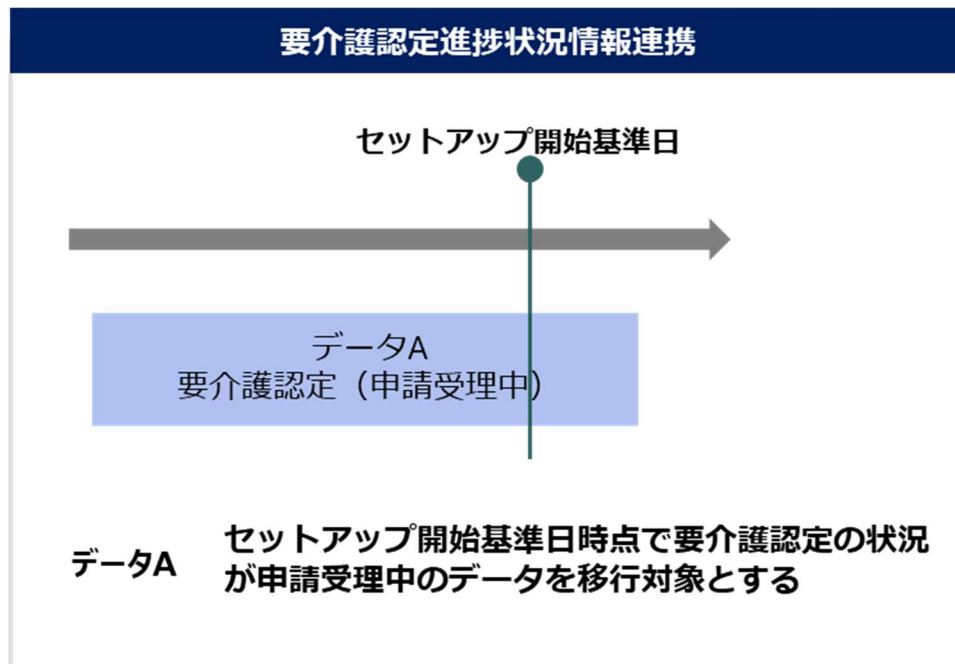 要介護認定進捗状況情報連携
セットアップ開始基準日
データA
要介護認定（申請受理中）
データA
セットアップ開始基準日時点で要介護認定の状況
が申請受理中のデータを移行対象とする